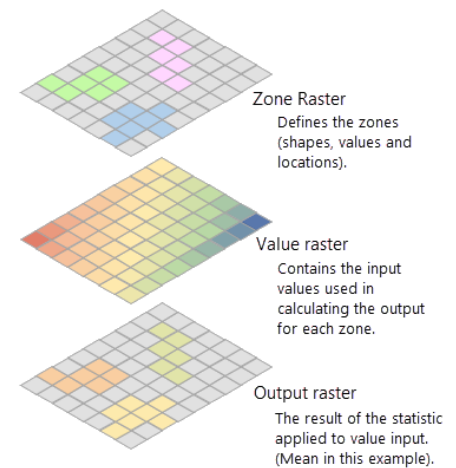 Zone Raster
Defines the zones
(shapes, values and
locations).
Value raster
Contains the input
values used in
calculating the output
for each zone.
Output raster
The result of the statistic
applied to value input.
(Mean in this example).